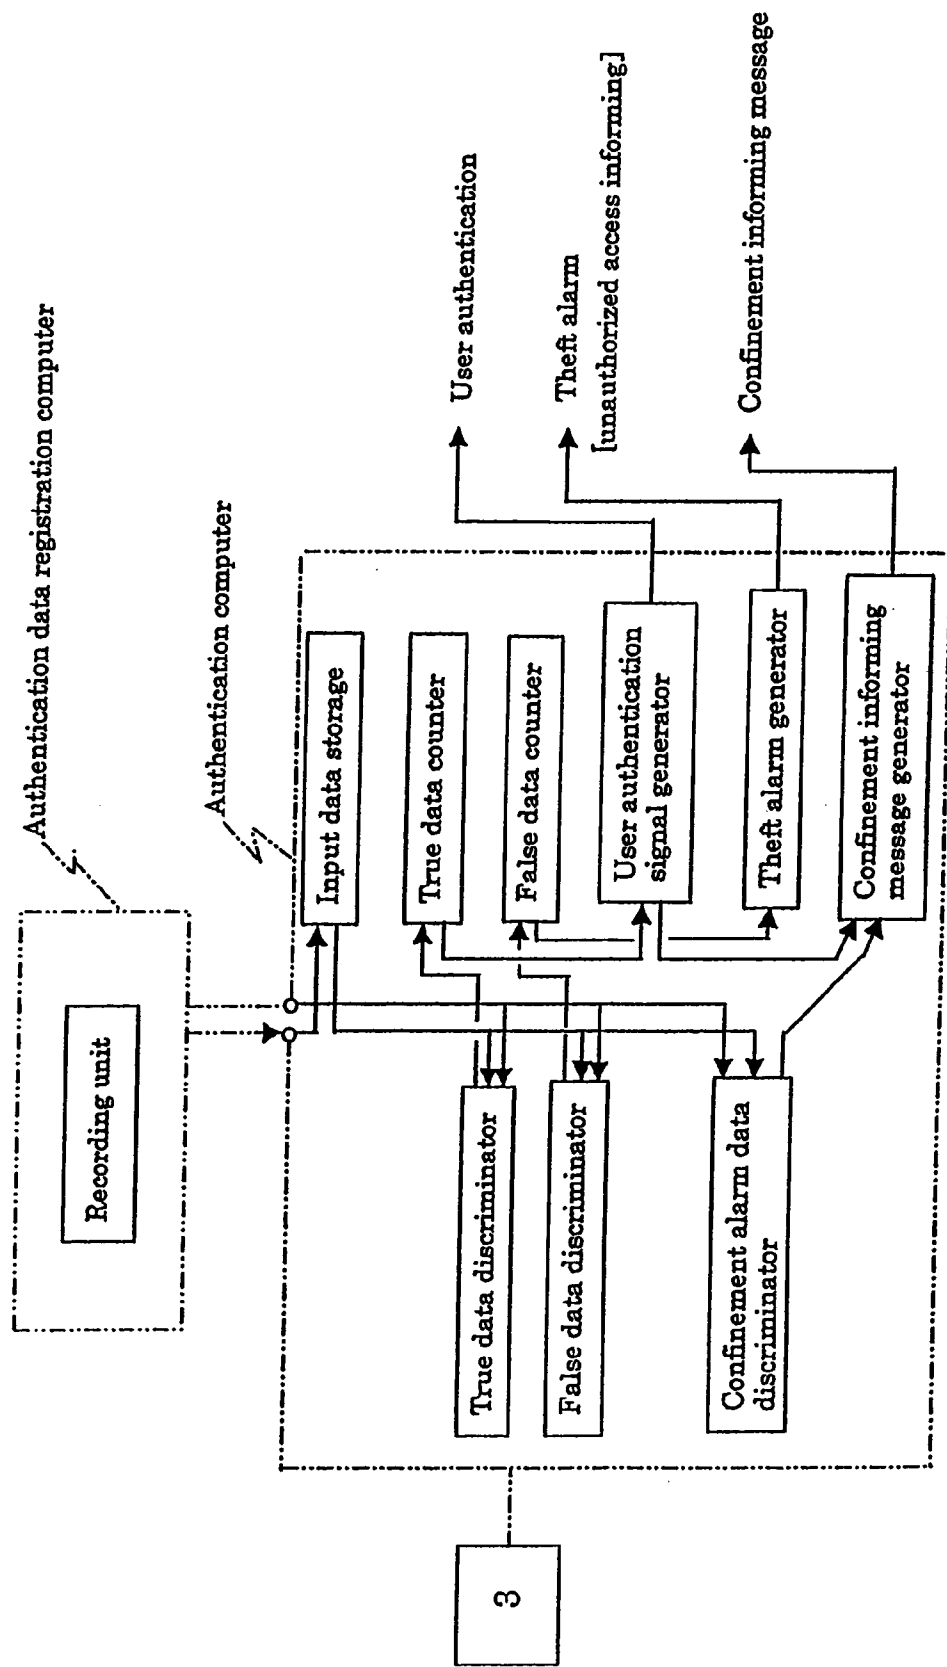 Authentication data registration computer
Recording unit
Authentication computer
Input data storage
True data counter
False data counter
User authentication
signal generator
Theft alarm generator
Confinement informing
message generator
True data discriminator
False data discriminator
Confinement alarm data
discriminator
User authentication
Theft alarm
[unauthorized access informing]
Confinement informing message
3